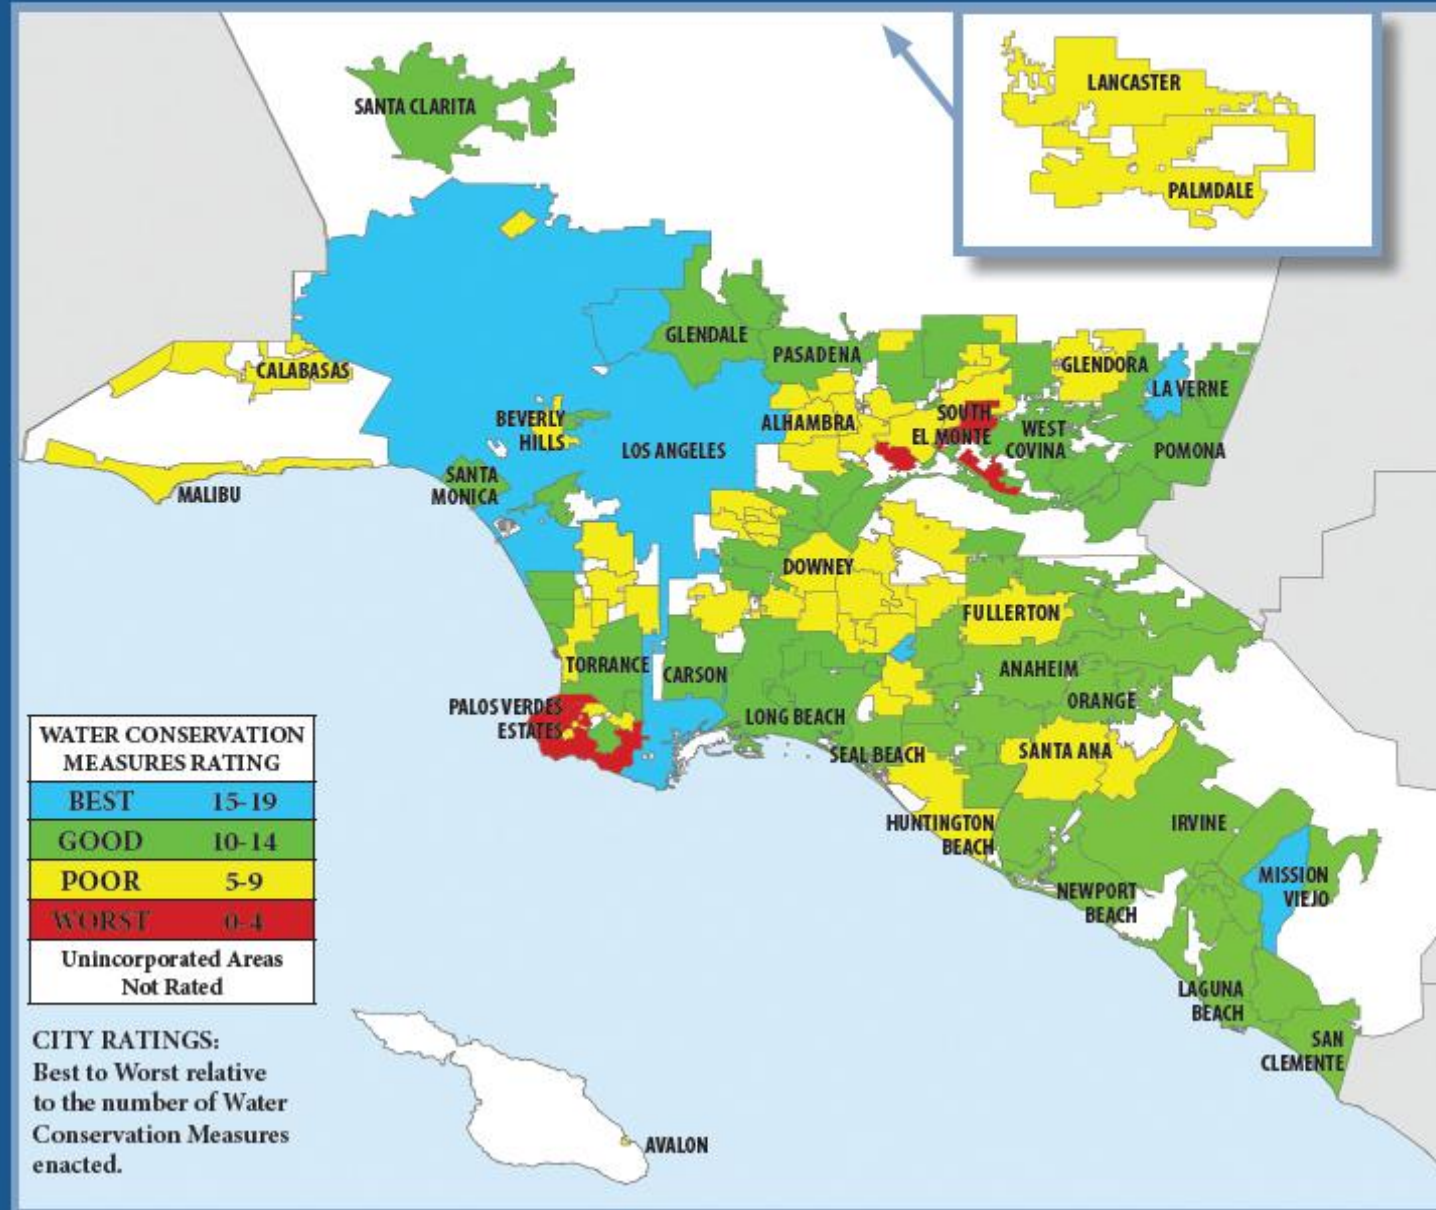 LANCASTER
PALMDALE
SANTA CLARITA
GLENDALE
PASADENA
GLENDORA
LA VERNE
CALABASAS
BEVERLY
HILLS
ALHAMBRA
SOUTH
EL MONTE
WEST
COVINA
POMONA
LOS ANGELES
SANTA
MONICA
MALIBU
DOWNEY
FULLERTON
TORRANCE
CARSON
ANAHEIM
ORANGE
PALOS VERDES
ESTATES
LONG BEACH
SEAL BEACH
SANTA ANA
HUNTINGTON
BEACH
IRVINE
NEWPORT
BEACH
MISSION
VIEJO
LAGUNA
BEACH
SAN
CLEMENTE
AVALON
WATER CONSERVATION
MEASURES RATING
BEST 15-19
GOOD 10-14
POOR 5-9
WORST 0-4
Unincorporated Areas
Not Rated
CITY RATINGS:
Best to Worst relative
to the number of Water
Conservation Measures
enacted.